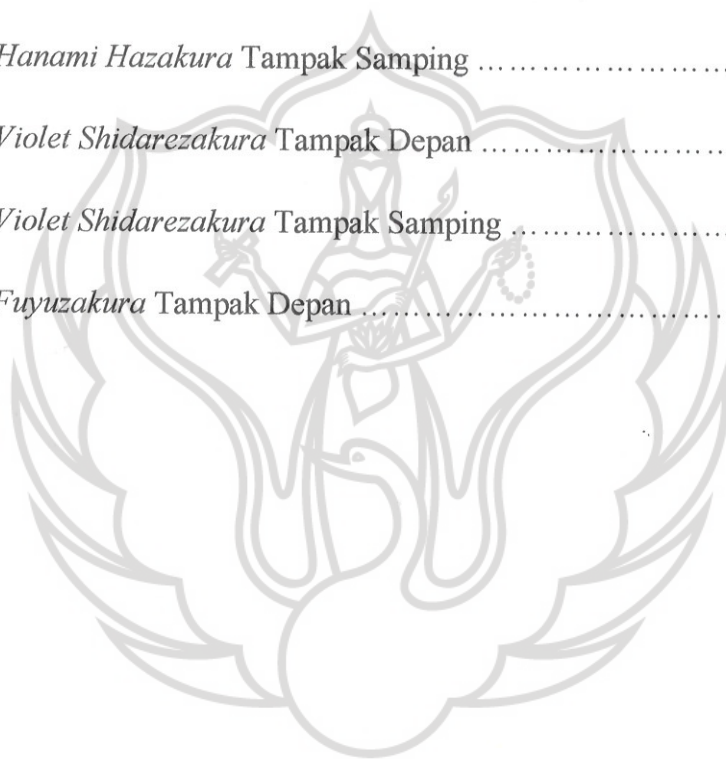 Hanami Hazakura Tampak Samping ..............................
Violet Shidarezakura Tampak Depan ..............................
Violet Shidarezakura Tampak Samping ..............................
Fuyuzakura Tampak Depan ..............................